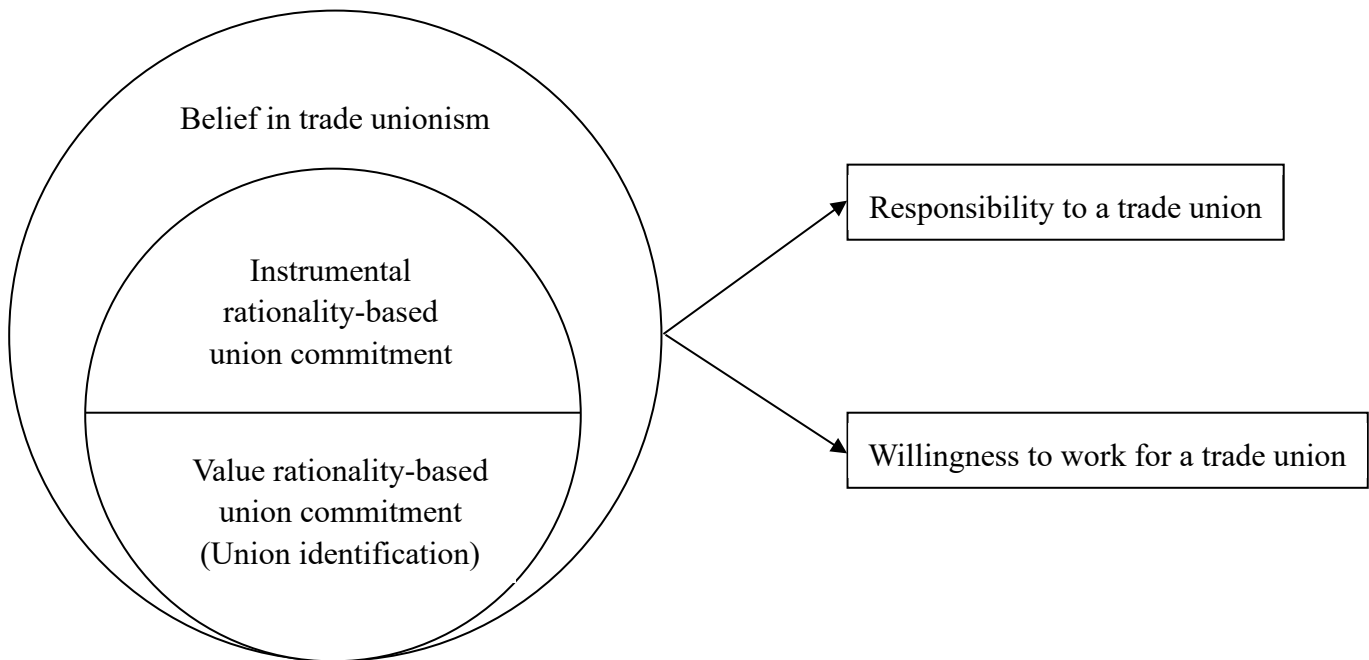 Belief in trade unionism
Instrumental
rationality-based
union commitment
Value rationality-based
union commitment
(Union identification)
Responsibility to a trade union
Willingness to work for a trade union